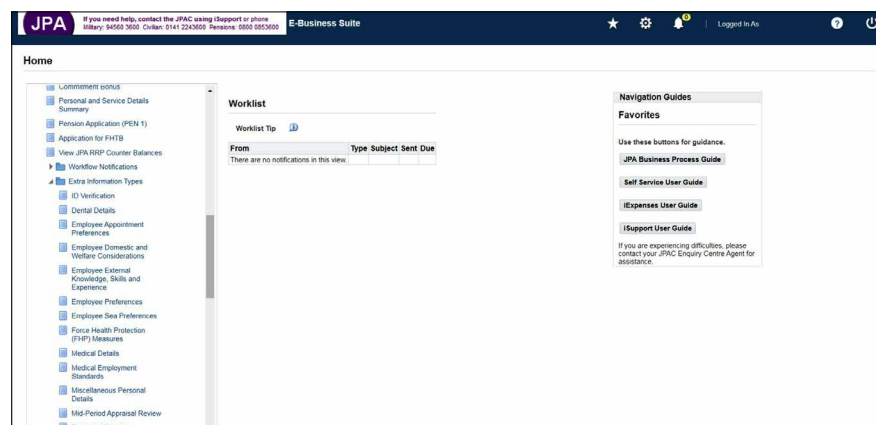 JPA
If you need help, contact the JPAC using iSupport or phone
Military: 94560 3600 Civilian: 0141 2243600 Pensions: 0800 0853600
E-Business Suite
0
Logged In As
?
Home
Commitment Bonus
Personal and Service Details
Summary
Pension Application (PEN 1)
Application for FHTB
View JPA RRP Counter Balances
Workflow Notifications
Extra Information Types
ID Verification
Dental Details
Employee Appointment
Preferences
Employee Domestic and
Welfare Considerations
Employee External
Knowledge, Skills and
Experience
Employee Preferences
Employee Sea Preferences
Force Health Protection
(FHP) Measures
Medical Details
Medical Employment
Standards
Miscellaneous Personal
Details
Mid-Period Appraisal Review
Worklist
Worklist Tip
From Type Subject Sent Due
There are no notifications in this view.
Navigation Guides
Favorites
Use these buttons for guidance.
JPA Business Process Guide
Self Service User Guide
iExpenses User Guide
iSupport User Guide
If you are experiencing difficulties, please
contact your JPAC Enquiry Centre Agent for
assistance.